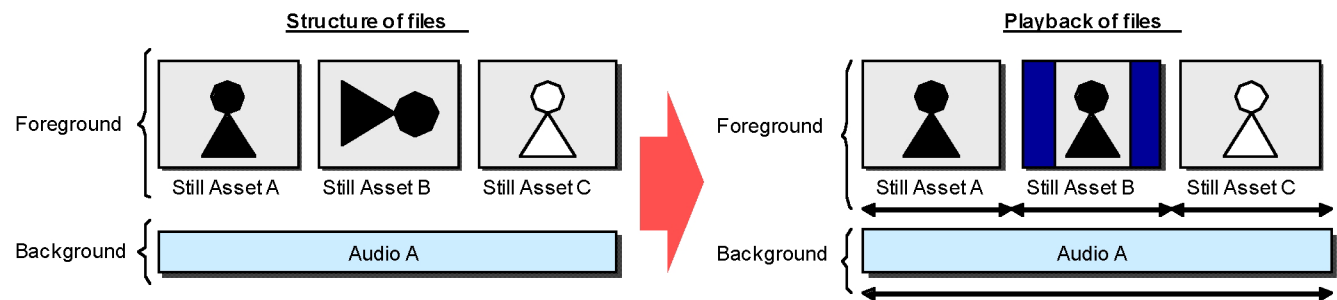 Structure of files
Foreground
Still Asset A
Still Asset B
Still Asset C
Background
Audio A
Playback of files
Foreground
Still Asset A
Still Asset B
Still Asset C
Background
Audio A